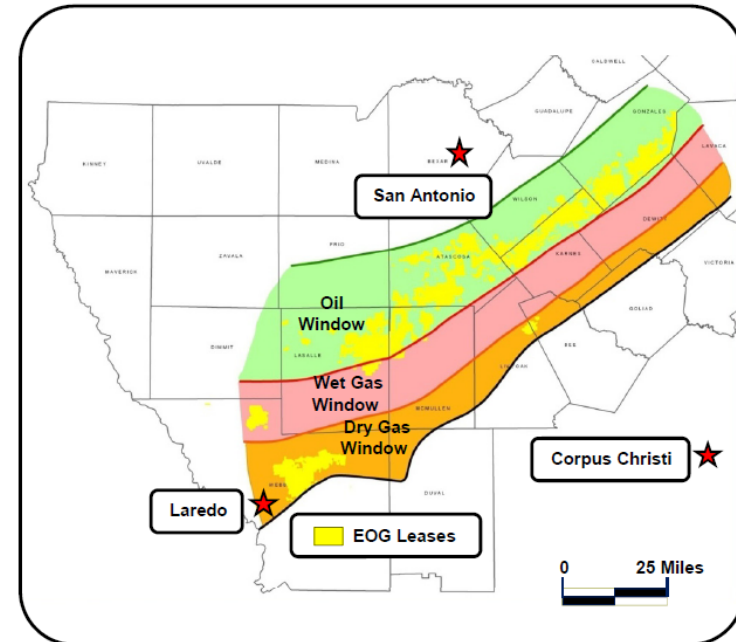 CALDWELL
GUADALUPE
GONZALES
KINNEY
UVALDE
MEDINA
BEXAR
LAVACA
San Antonio
WILSON
DEWITT
FRIO
ATASCOSA
KARNES
MAVERICK
ZAVALA
VICTORIA
GOLIAD
Oil
Window
DIMMIT
LASALLE
BEE
LIVE OAK
Wet Gas
Window
MCMULLEN
Dry Gas
Window
Corpus Christi
WEBB
DUVAL
Laredo
EOG Leases
0 25 Miles